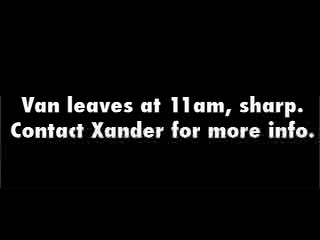 Van leaves at 11am, sharp.
Contact Xander for more info.